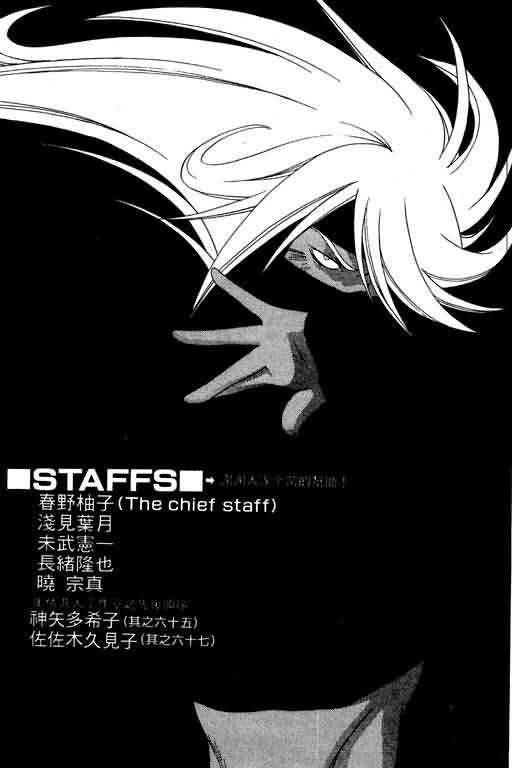 ■STAFFS■
春野柚子(The chief staff)
淺見葉月
未武憲一
長緒隆也
曉 宗真
神矢多希子(其之六十五)
佐佐木久見子(其之六十七)